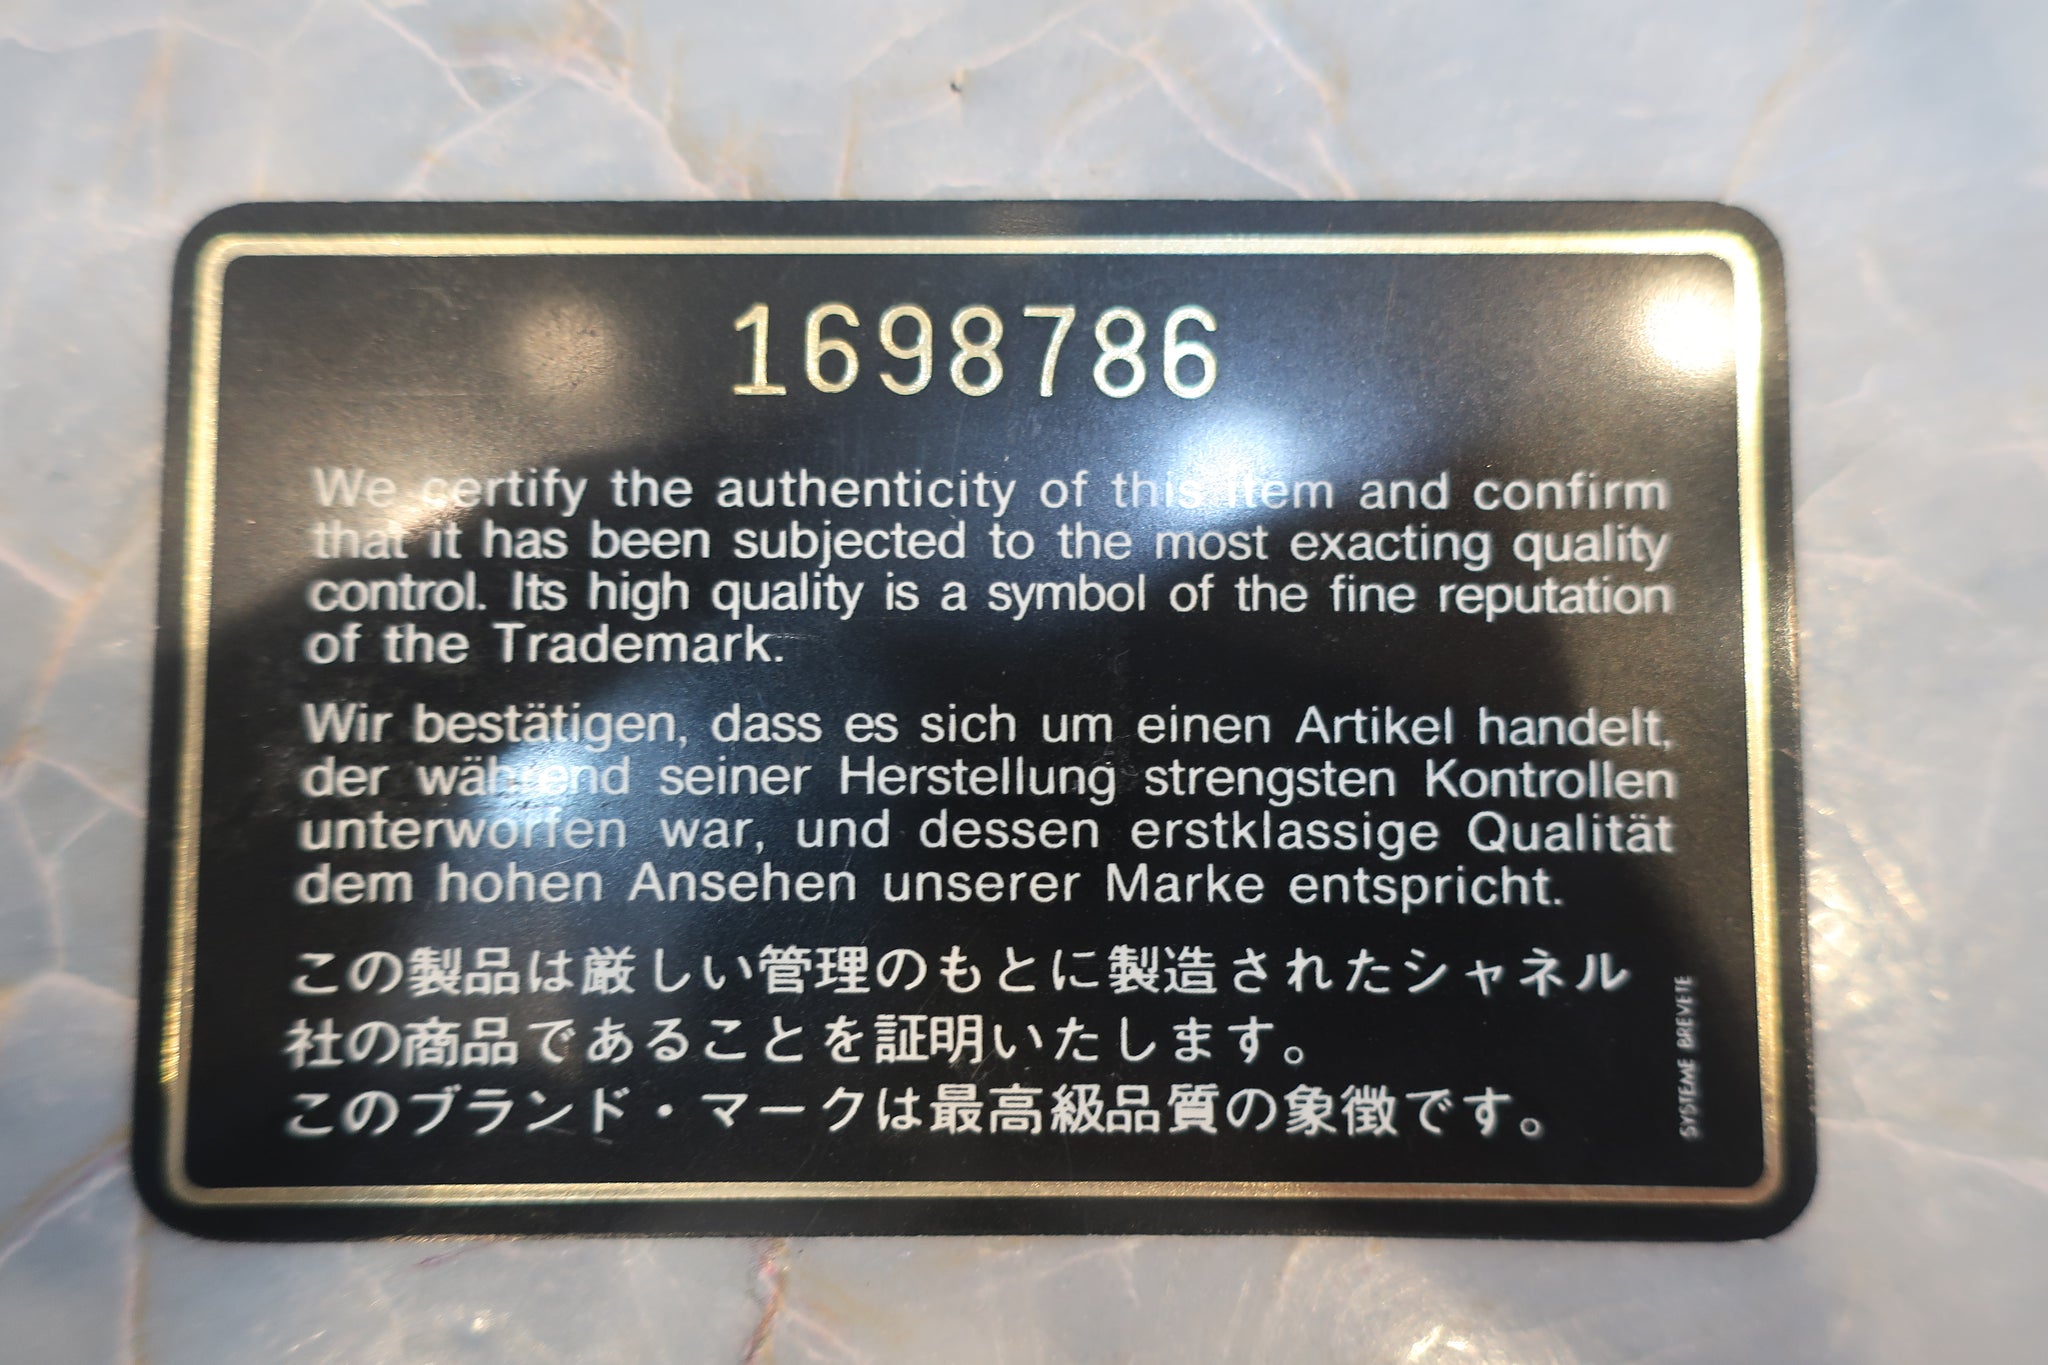 1698786
We certify the authenticity of this item and confirm
that it has been subjected to the most exacting quality
control. Its high quality is a symbol of the fine reputation
of the Trademark.
Wir bestätigen, dass es sich um einen Artikel handelt,
der während seiner Herstellung strengsten Kontrollen
unterworfen war, und dessen erstklassige Qualität
dem hohen Ansehen unserer Marke entspricht.
この製品は厳しい管理のもとに製造されたシャネル
社の商品であることを証明いたします。
このブランド・マークは最高級品質の象徴です。
SYSTEME BREVETE